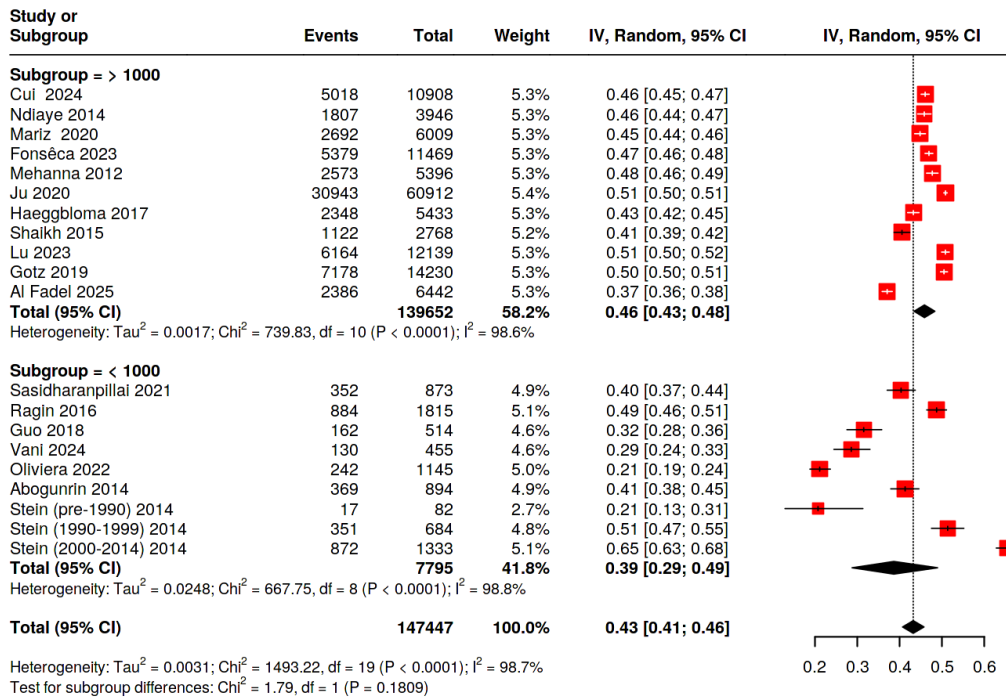 Study or
Subgroup Events Total Weight IV, Random, 95% CI IV, Random, 95% CI
Subgroup = > 1000
Cui 2024 5018 10908 5.3% 0.46 [0.45; 0.47]
Ndiaye 2014 1807 3946 5.3% 0.46 [0.44; 0.47]
Mariz 2020 2692 6009 5.3% 0.45 [0.44; 0.46]
Fonsêca 2023 5379 11469 5.3% 0.47 [0.46; 0.48]
Mehanna 2012 2573 5396 5.3% 0.48 [0.46; 0.49]
Ju 2020 30943 60912 5.4% 0.51 [0.50; 0.51]
Haeggbloma 2017 2348 5433 5.3% 0.43 [0.42; 0.45]
Shaikh 2015 1122 2768 5.2% 0.41 [0.39; 0.42]
Lu 2023 6164 12139 5.3% 0.51 [0.50; 0.52]
Gotz 2019 7178 14230 5.3% 0.50 [0.50; 0.51]
Al Fadel 2025 2386 6442 5.3% 0.37 [0.36; 0.38]
Total (95% CI) 139652 58.2% 0.46 [0.43; 0.48]
Heterogeneity: Tau² = 0.0017; Chi² = 739.83, df = 10 (P < 0.0001); I² = 98.6%
Subgroup = < 1000
Sasidharanpillai 2021 352 873 4.9% 0.40 [0.37; 0.44]
Ragin 2016 884 1815 5.1% 0.49 [0.46; 0.51]
Guo 2018 162 514 4.6% 0.32 [0.28; 0.36]
Vani 2024 130 455 4.6% 0.29 [0.24; 0.33]
Oliviera 2022 242 1145 5.0% 0.21 [0.19; 0.24]
Abogunrin 2014 369 894 4.9% 0.41 [0.38; 0.45]
Stein (pre-1990) 2014 17 82 2.7% 0.21 [0.13; 0.31]
Stein (1990-1999) 2014 351 684 4.8% 0.51 [0.47; 0.55]
Stein (2000-2014) 2014 872 1333 5.1% 0.65 [0.63; 0.68]
Total (95% CI) 7795 41.8% 0.39 [0.29; 0.49]
Heterogeneity: Tau² = 0.0248; Chi² = 667.75, df = 8 (P < 0.0001); I² = 98.8%
Total (95% CI) 147447 100.0% 0.43 [0.41; 0.46]
0.2 0.3 0.4 0.5 0.6
Heterogeneity: Tau² = 0.0031; Chi² = 1493.22, df = 19 (P < 0.0001); I² = 98.7%
Test for subgroup differences: Chi² = 1.79, df = 1 (P = 0.1809)